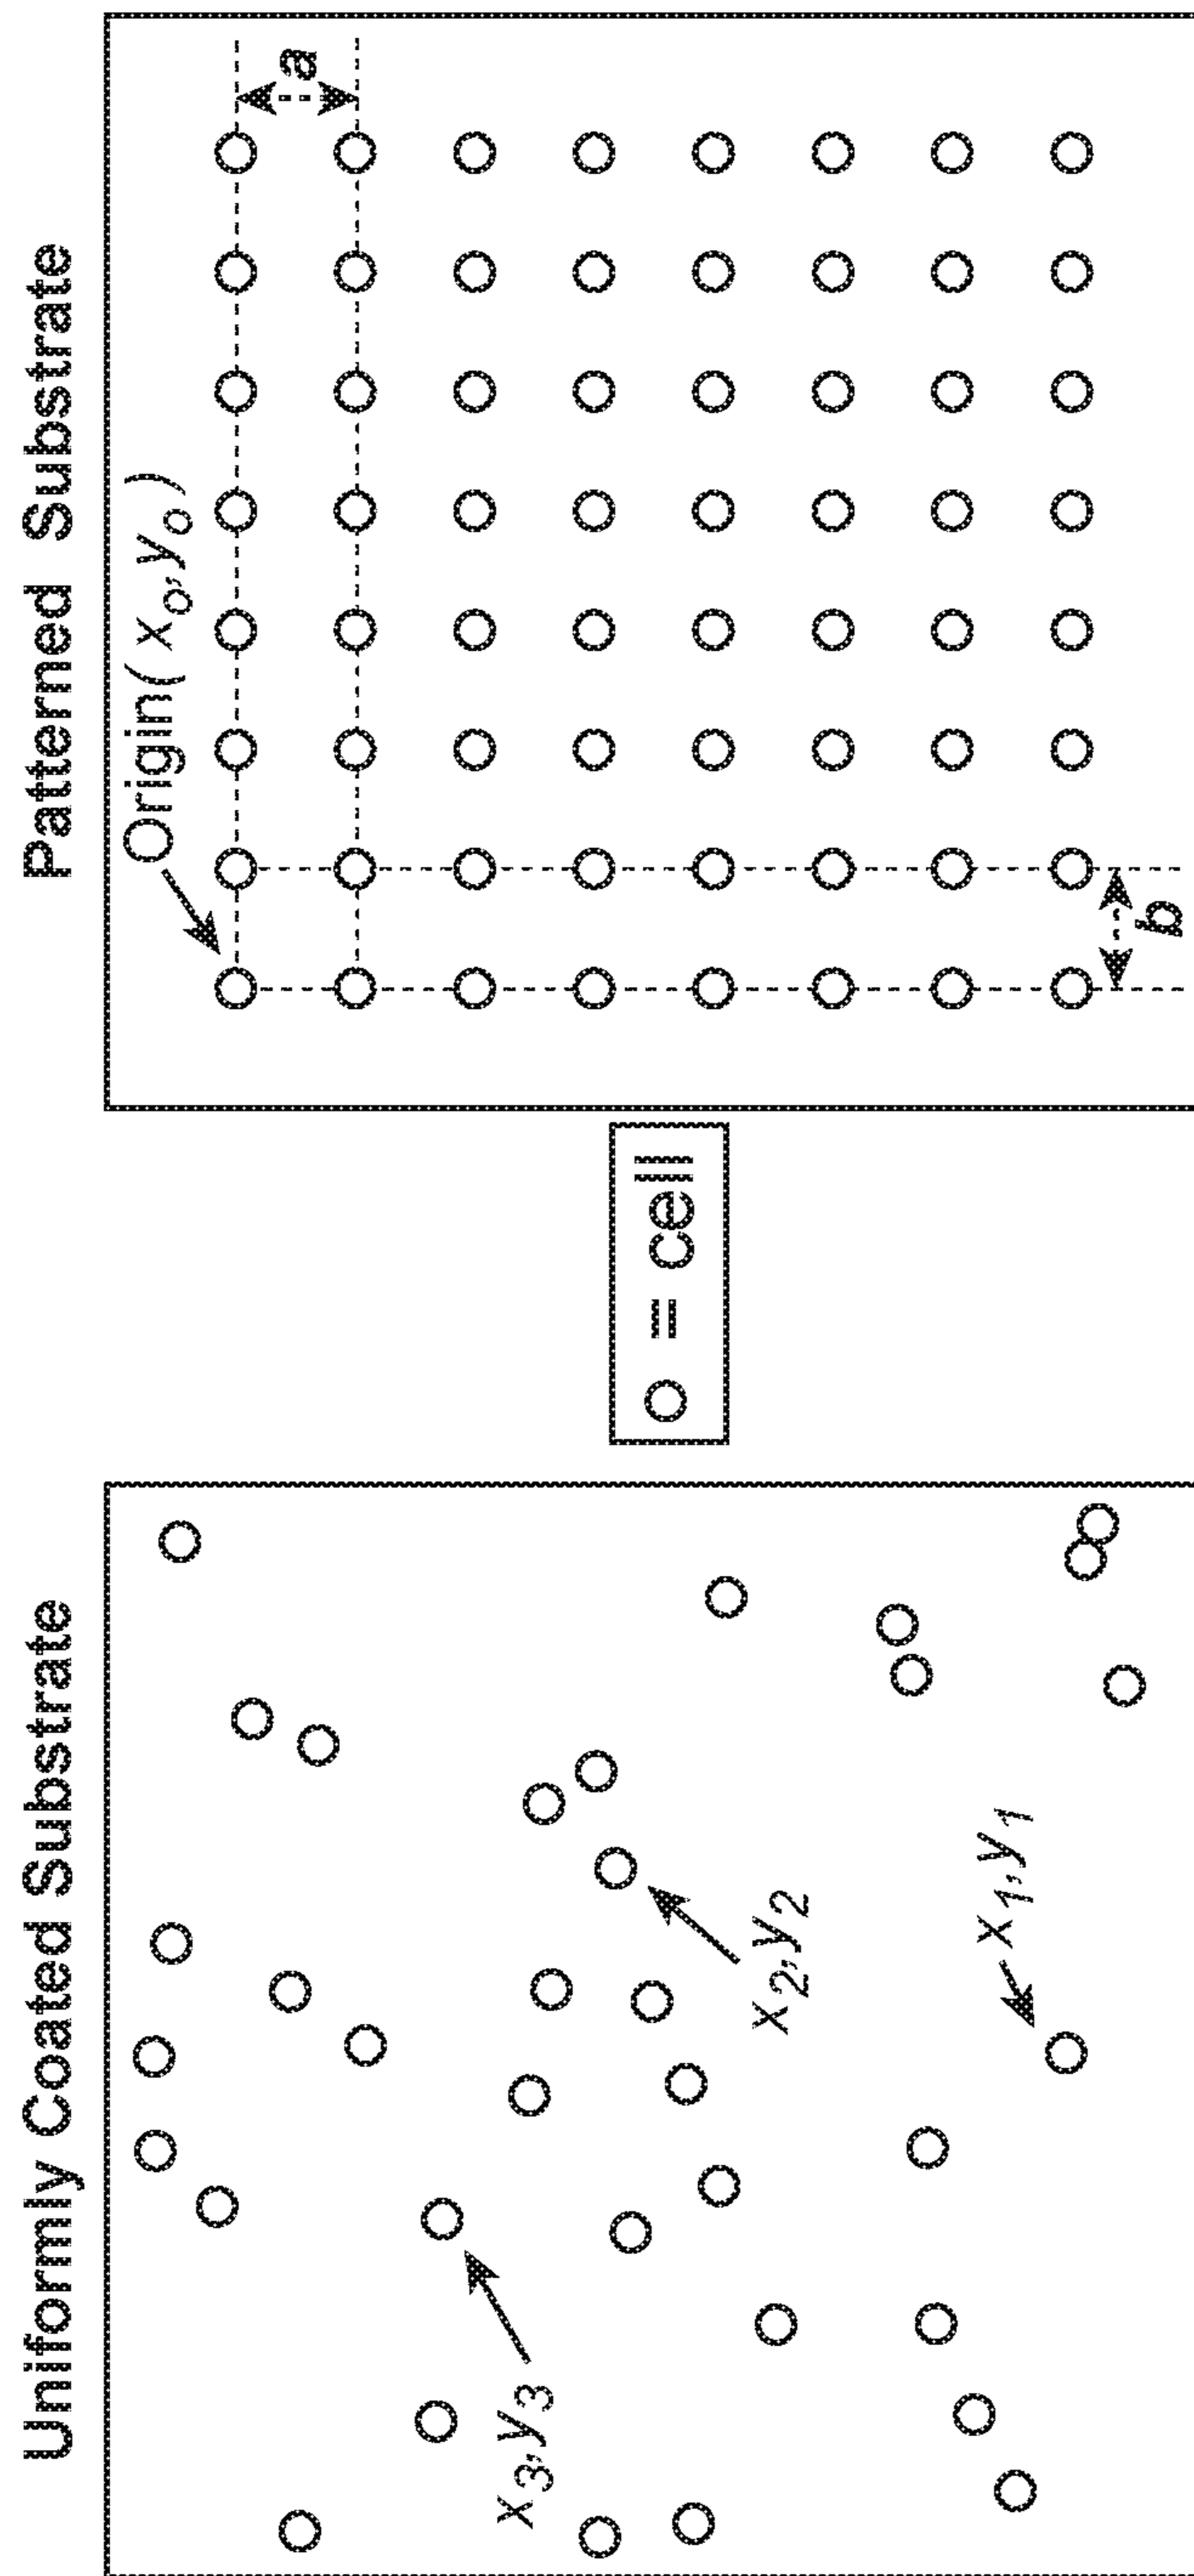 Uniformly Coated Substrate
x3,y3
x2,y2
x1,y1
= cell
Patterned Substrate
Origin( xo,yo )
a
b